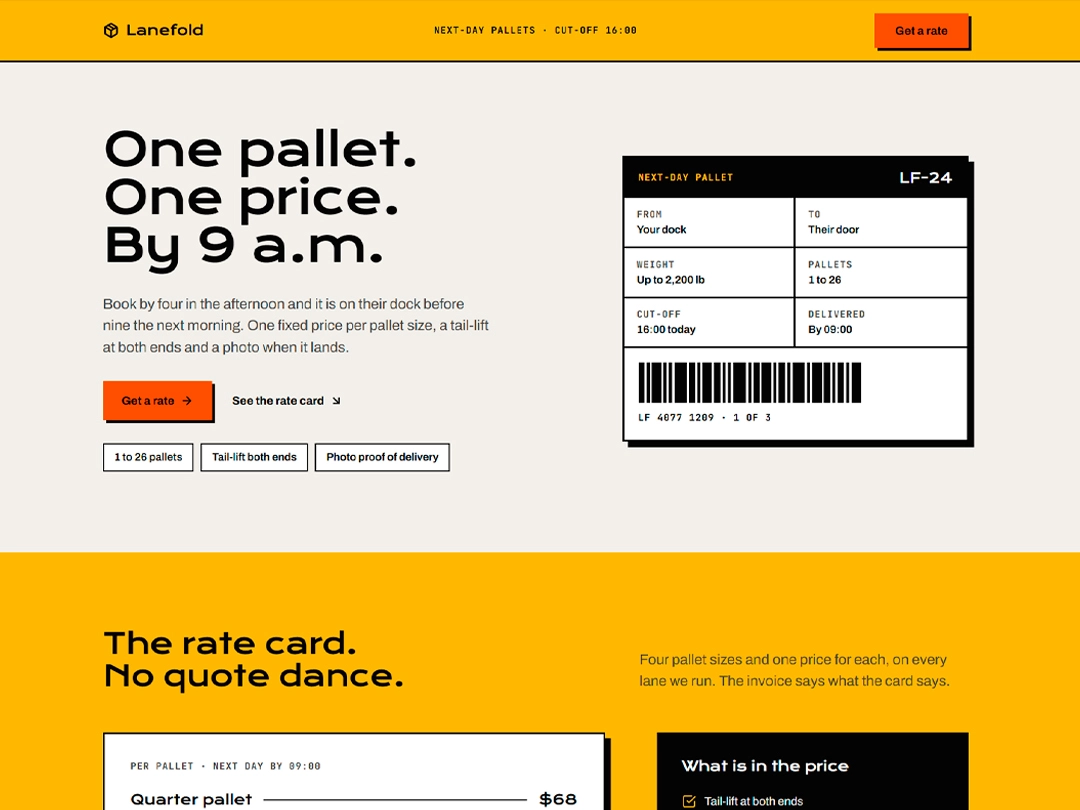 Lanefold
NEXT-DAY PALLETS · CUT-OFF 16:00
Get a rate
One pallet.
One price.
By 9 a.m.
Book by four in the afternoon and it is on their dock before
nine the next morning. One fixed price per pallet size, a tail-lift
at both ends and a photo when it lands.
Get a rate →
See the rate card ↘
1 to 26 pallets
Tail-lift both ends
Photo proof of delivery
NEXT-DAY PALLET
LF-24
FROM
Your dock
TO
Their door
WEIGHT
Up to 2,200 lb
PALLETS
1 to 26
CUT-OFF
16:00 today
DELIVERED
By 09:00
LF 4077 1209 · 1 OF 3
The rate card.
No quote dance.
Four pallet sizes and one price for each, on every
lane we run. The invoice says what the card says.
PER PALLET · NEXT DAY BY 09:00
Quarter pallet
$68
What is in the price
Tail-lift at both ends